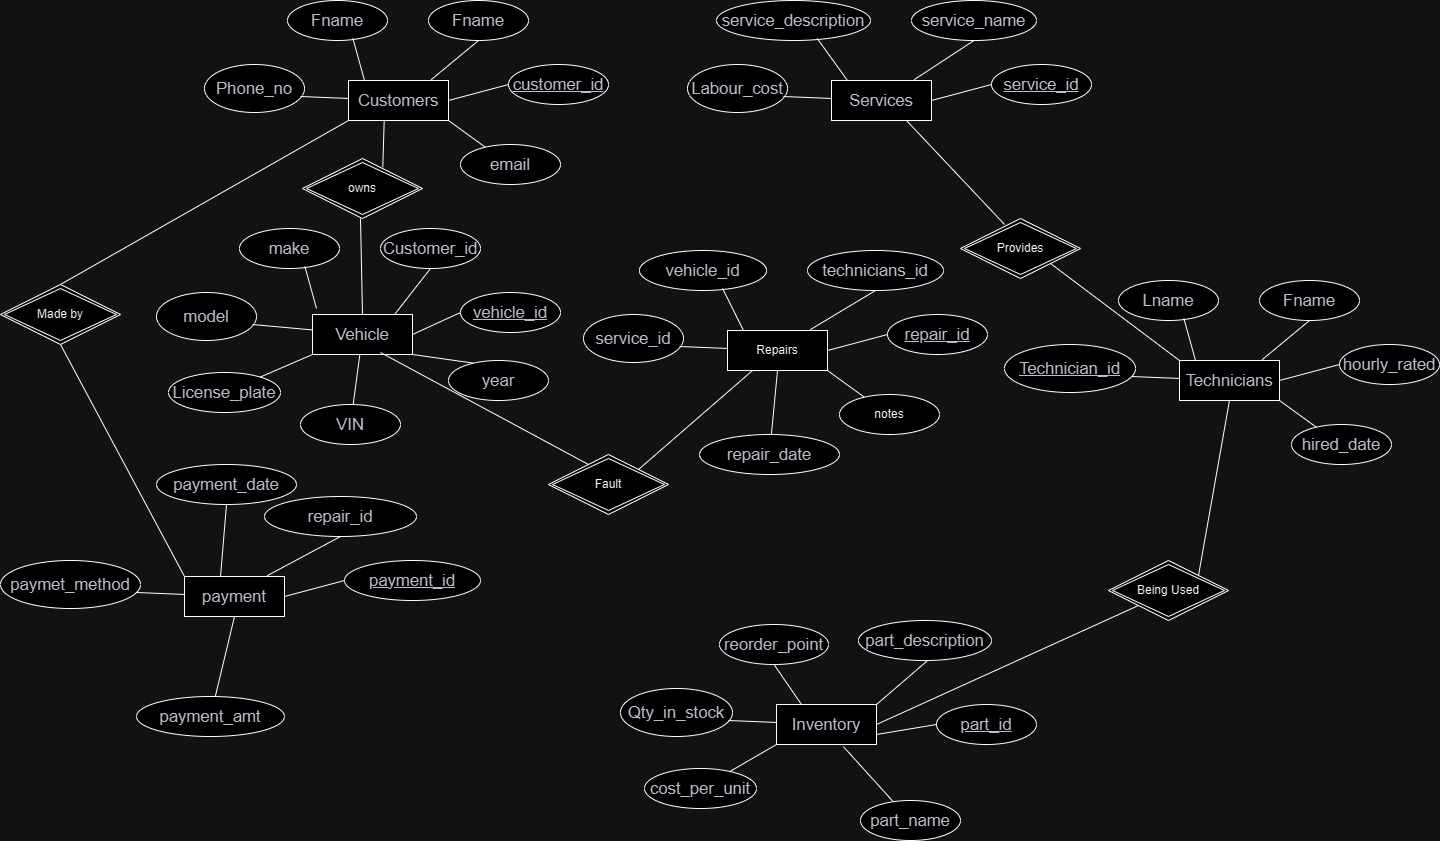 Fname
Fname
service_description
service_name
Phone_no
Customers
customer_id
Labour_cost
Services
service_id
email
owns
make
Customer_id
Provides
vehicle_id
technicians_id
Lname
Fname
Made by
model
Vehicle
vehicle_id
service_id
Repairs
repair_id
Technician_id
Technicians
hourly_rated
License_plate
year
VIN
notes
hired_date
repair_date
payment_date
Fault
repair_id
paymet_method
payment
payment_id
Being Used
reorder_point
part_description
payment_amt
Qty_in_stock
Inventory
part_id
cost_per_unit
part_name